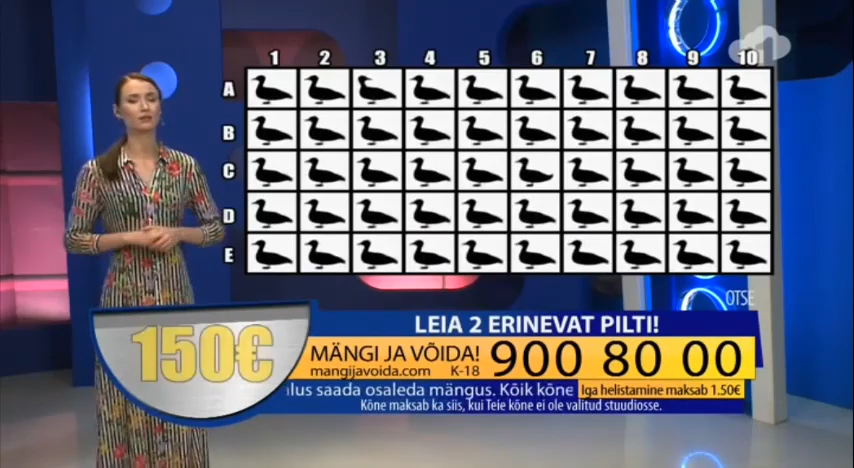 1 2 3 4 5 6 7 8 9 10
A
B
C
D
E
OTSE
LEIA 2 ERINEVAT PILTI!
150€
MÄNGI JA VÕIDA! 900 80 00
mangijavoida.com K-18
alus saada osaleda mängus. Kõik kõne
Iga helistamine maksab 1.50€
Kõne maksab ka siis, kui Teie kõne ei ole valitud stuudiosse.